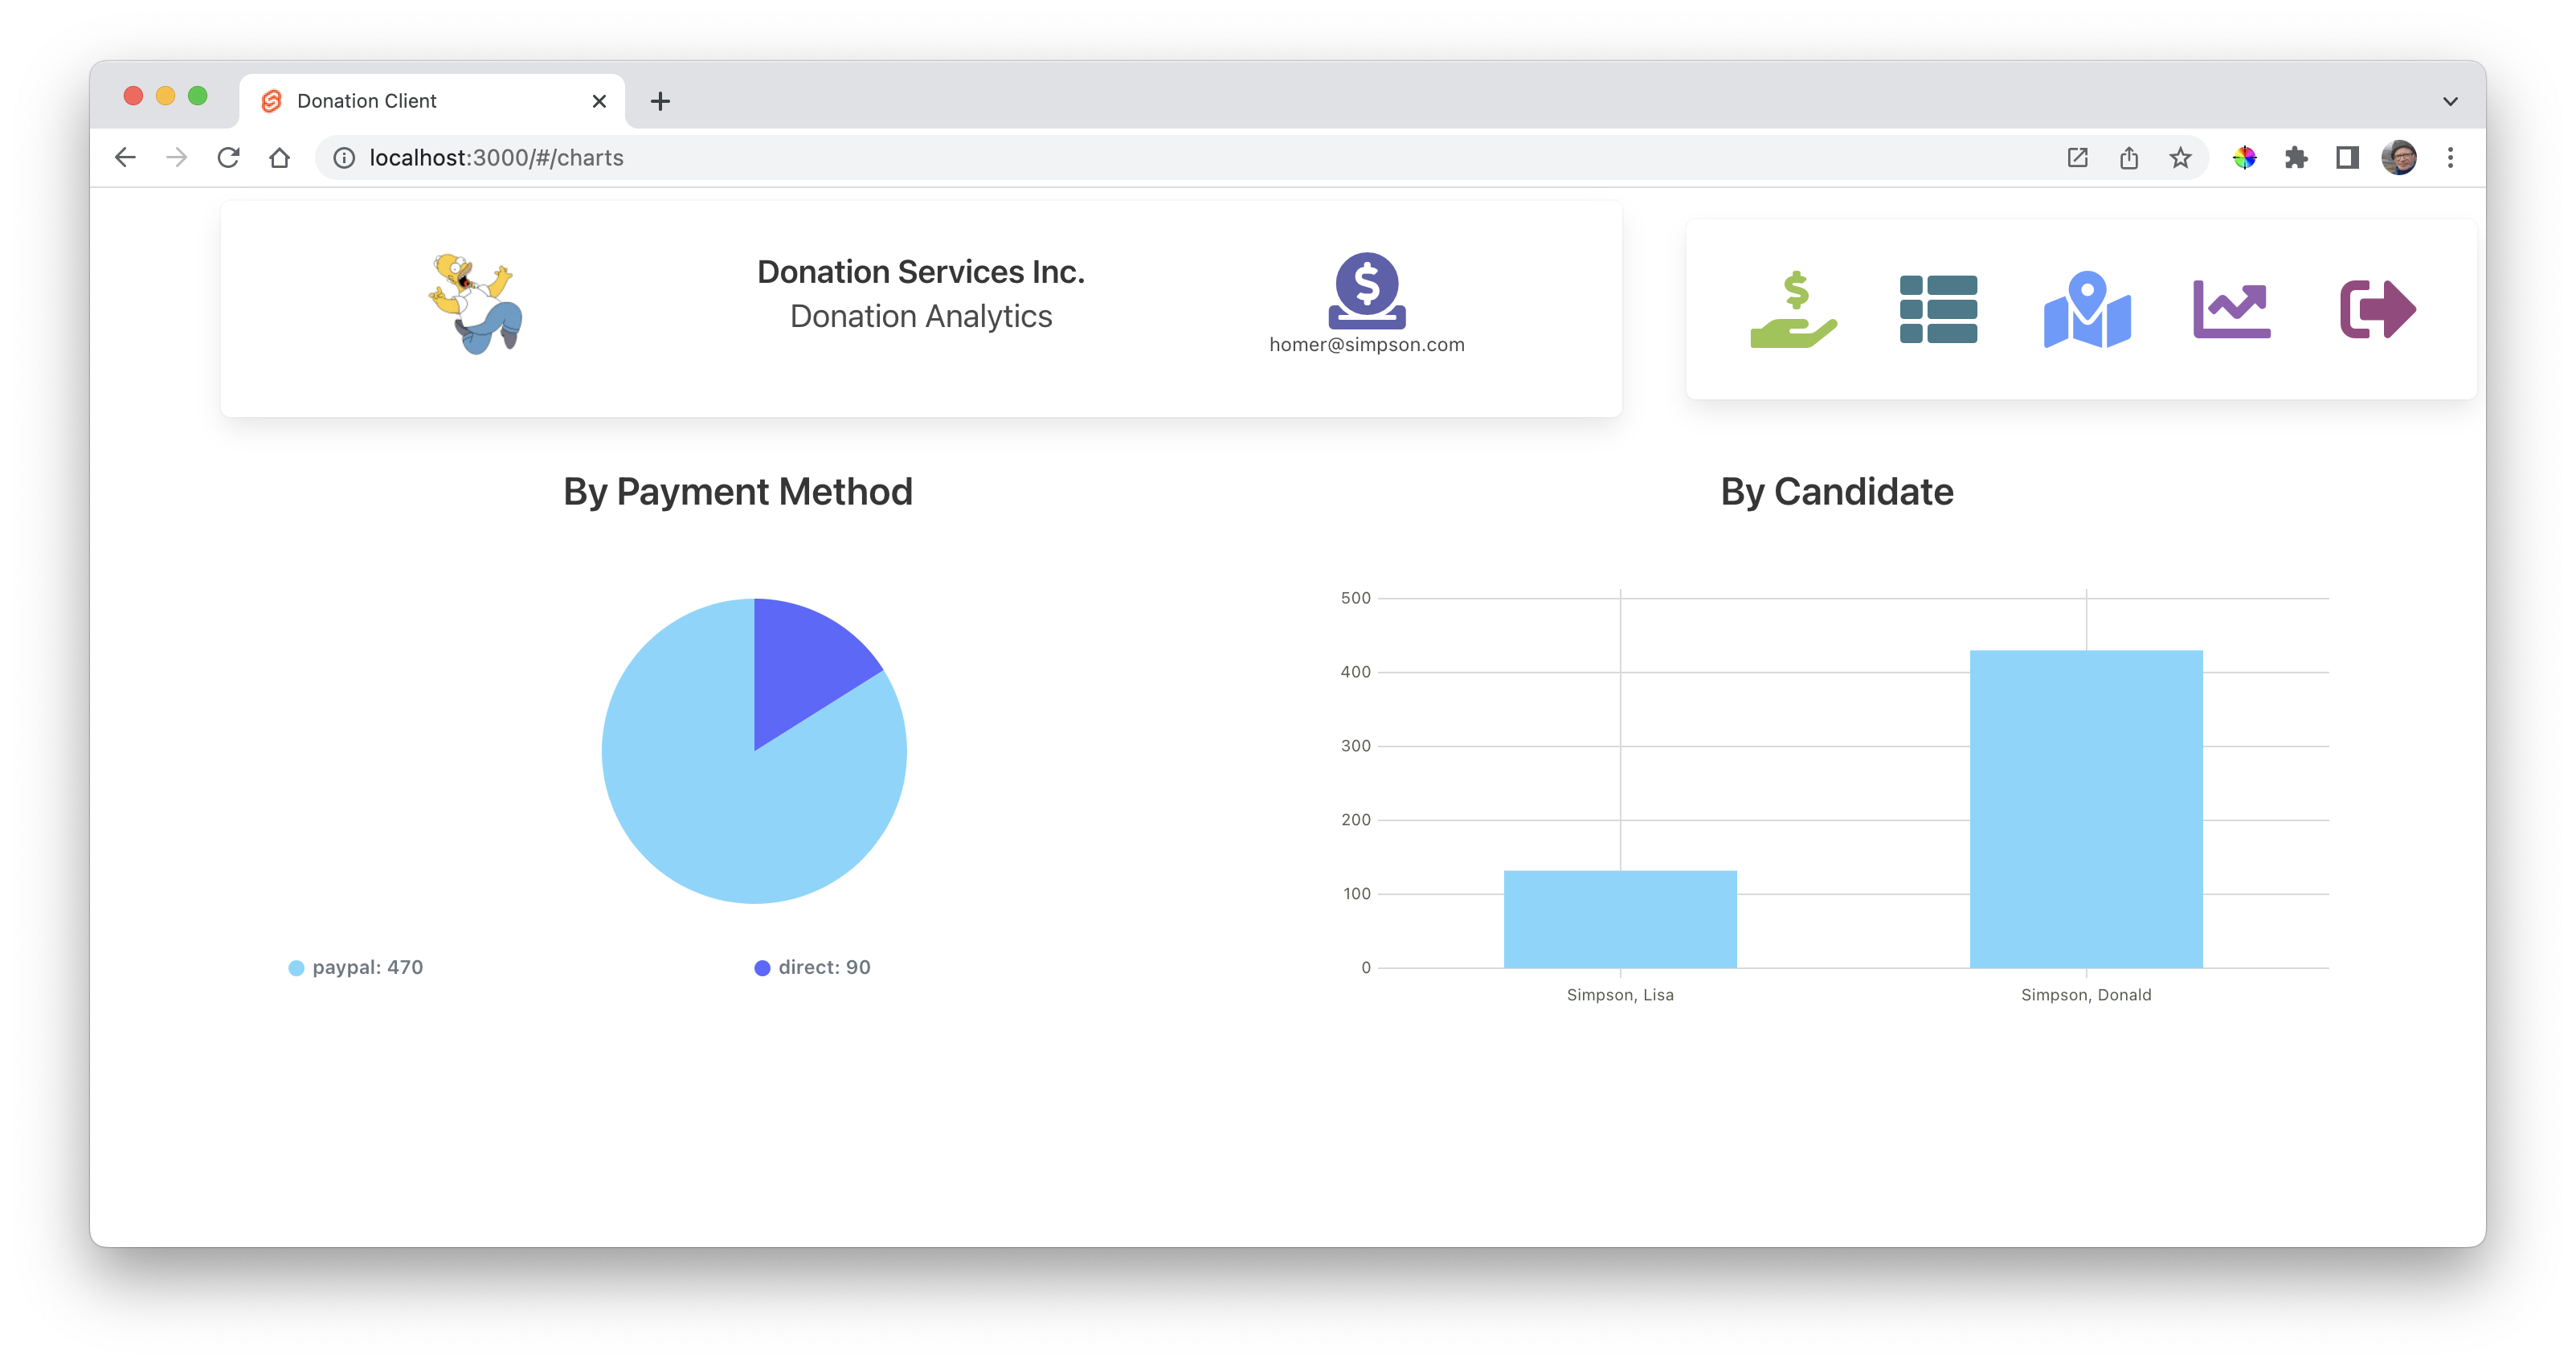 Donation Client
localhost:3000/#/charts
Donation Services Inc.
Donation Analytics
$
homer@simpson.com
$
By Payment Method
By Candidate
500
400
300
200
100
0
Simpson, Lisa
Simpson, Donald
paypal: 470
direct: 90